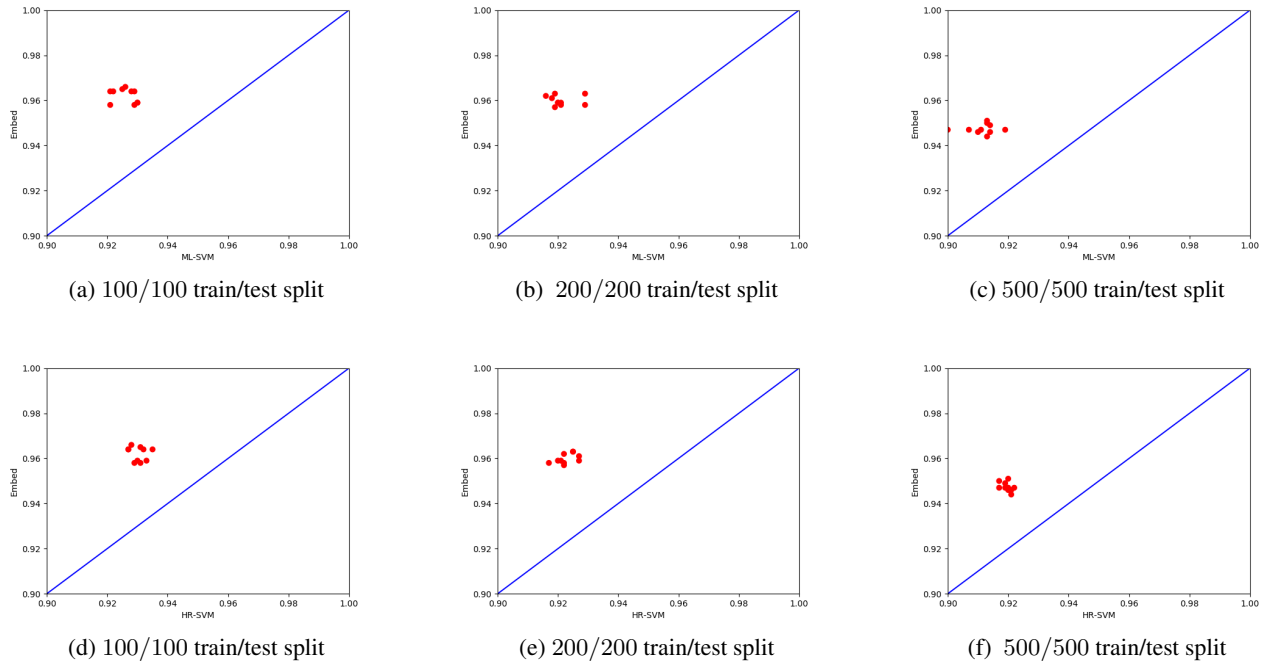 1.00
0.98
0.96
0.94
0.92
0.90
Embed
0.90 0.92 0.94 0.96 0.98 1.00
ML-SVM
(a) 100/100 train/test split
1.00
0.98
0.96
0.94
0.92
0.90
Embed
0.90 0.92 0.94 0.96 0.98 1.00
ML-SVM
(b) 200/200 train/test split
1.00
0.98
0.96
0.94
0.92
0.90
Embed
0.90 0.92 0.94 0.96 0.98 1.00
ML-SVM
(c) 500/500 train/test split
1.00
0.98
0.96
0.94
0.92
0.90
Embed
0.90 0.92 0.94 0.96 0.98 1.00
HR-SVM
(d) 100/100 train/test split
1.00
0.98
0.96
0.94
0.92
0.90
Embed
0.90 0.92 0.94 0.96 0.98 1.00
HR-SVM
(e) 200/200 train/test split
1.00
0.98
0.96
0.94
0.92
0.90
Embed
0.90 0.92 0.94 0.96 0.98 1.00
HR-SVM
(f) 500/500 train/test split